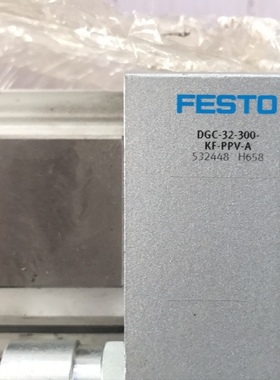 FESTO
DGC-32-300-
KF-PPV-A
532448 H658